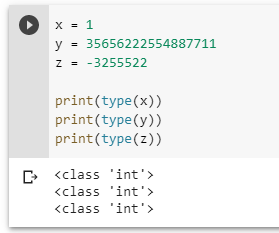 x = 1
y = 35656222554887711
z = -3255522
print(type(x))
print(type(y))
print(type(z))
<class 'int'>
<class 'int'>
<class 'int'>